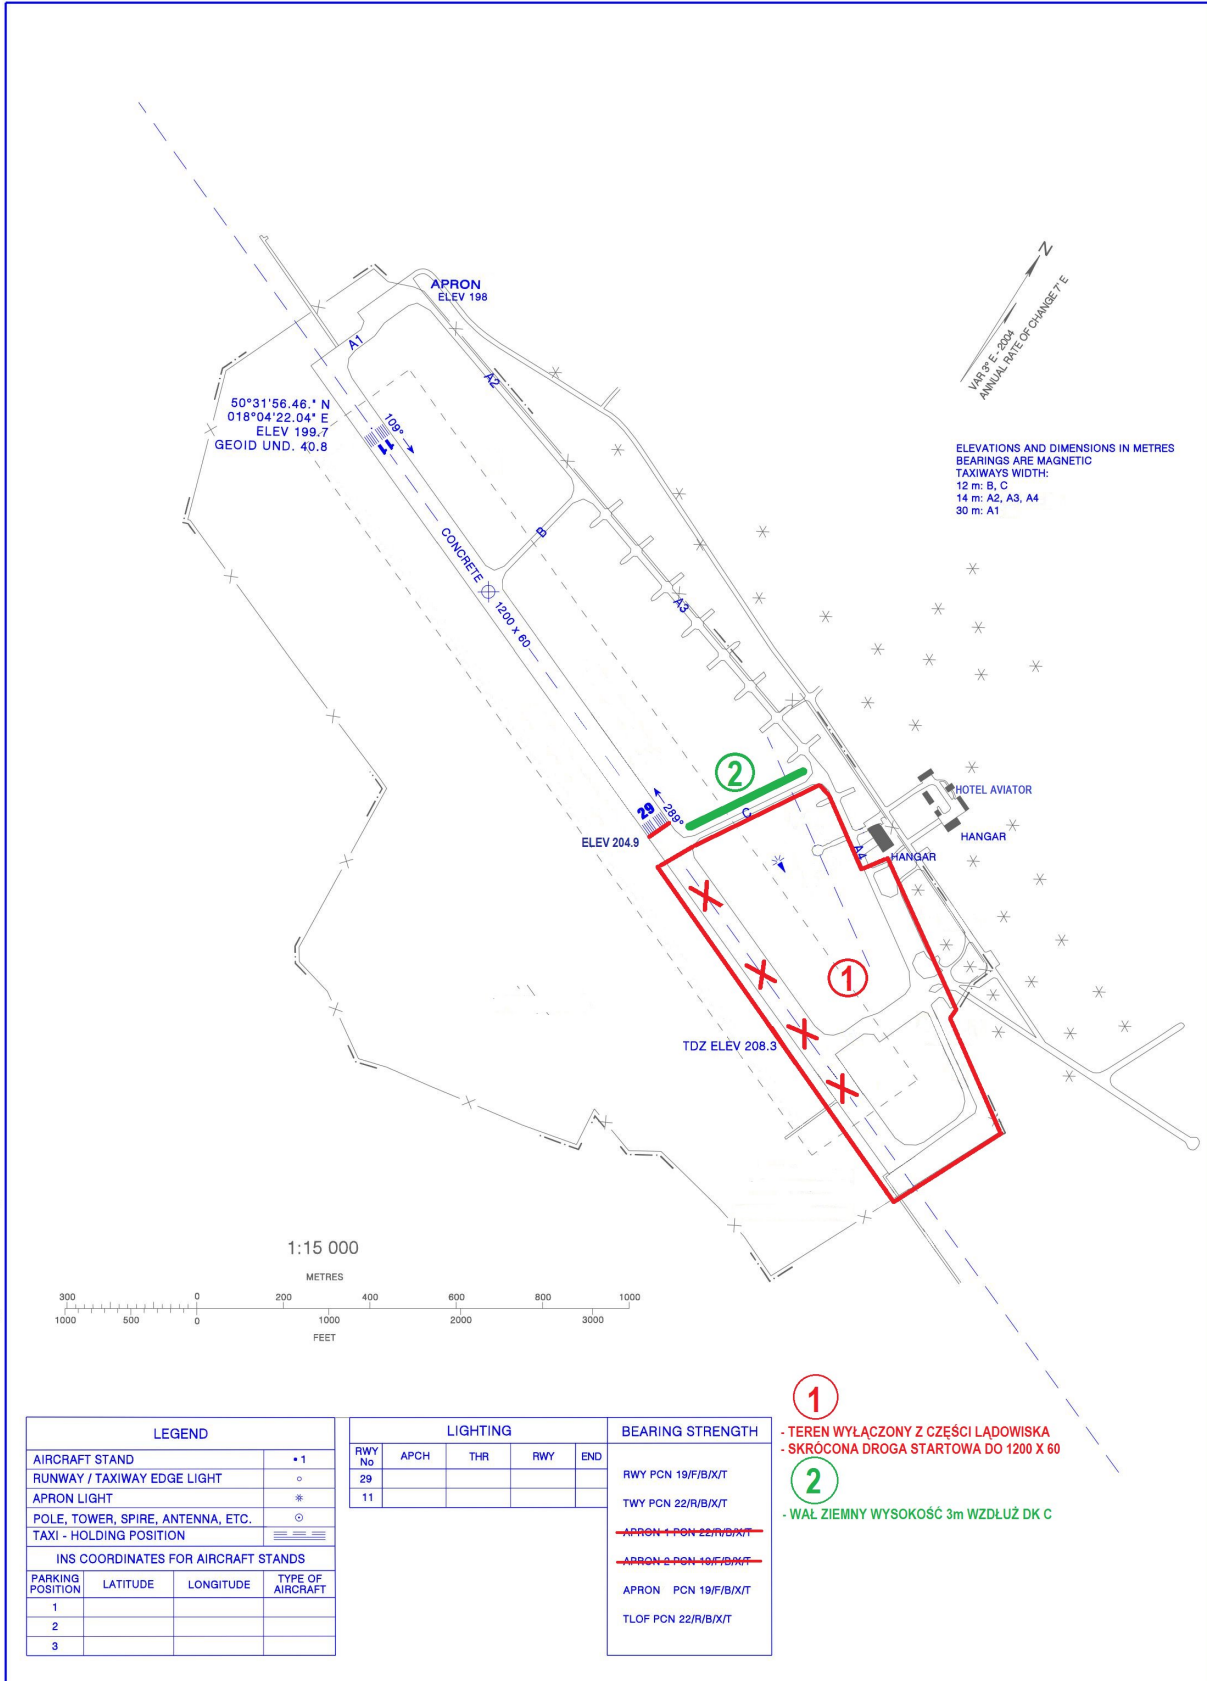 APRON
ELEV 198
N
VAR 3° E - 2004
ANNUAL RATE OF CHANGE 7' E
A1
A2
50°31'56.46." N
018°04'22.04" E
ELEV 199.7
GEOID UND. 40.8
109°
11
ELEVATIONS AND DIMENSIONS IN METRES
BEARINGS ARE MAGNETIC
TAXIWAYS WIDTH:
12 m: B, C
14 m: A2, A3, A4
30 m: A1
B
CONCRETE
1200 x 60
A3
2
HOTEL AVIATOR
29
289°
C
ELEV 204.9
HANGAR
A4
HANGAR
1
TDZ ELEV 208.3
1:15 000
METRES
300 0 200 400 600 800 1000
1000 500 0 1000 2000 3000
FEET
1
- TEREN WYŁĄCZONY Z CZĘŚCI LĄDOWISKA
- SKRÓCONA DROGA STARTOWA DO 1200 X 60
2
- WAŁ ZIEMNY WYSOKOŚĆ 3m WZDŁUŻ DK C
LEGEND
AIRCRAFT STAND • 1
RUNWAY / TAXIWAY EDGE LIGHT
APRON LIGHT
POLE, TOWER, SPIRE, ANTENNA, ETC.
TAXI - HOLDING POSITION
INS COORDINATES FOR AIRCRAFT STANDS
PARKING POSITION LATITUDE LONGITUDE TYPE OF AIRCRAFT
1
2
3
LIGHTING
RWY No APCH THR RWY END
29
11
BEARING STRENGTH
RWY PCN 19/F/B/X/T
TWY PCN 22/R/B/X/T
APRON 1 PCN 22/R/B/X/T
APRON 2 PCN 19/F/B/X/T
APRON PCN 19/F/B/X/T
TLOF PCN 22/R/B/X/T